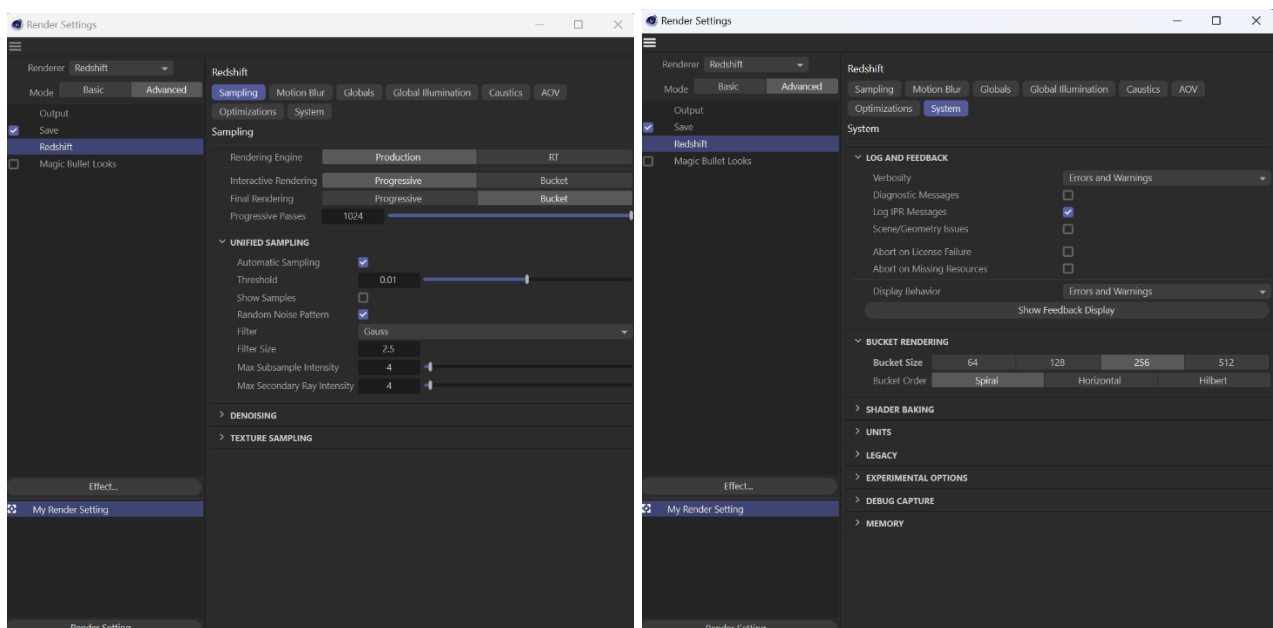 Render Settings
Renderer Redshift
Mode Basic Advanced
Output
Save
Redshift
Magic Bullet Looks
Effect...
My Render Setting
Render Setting
Redshift
Sampling Motion Blur Globals Global Illumination Caustics AOV
Optimizations System
Sampling
Rendering Engine Production RT
Interactive Rendering Progressive Bucket
Final Rendering Progressive Bucket
Progressive Passes 1024
UNIFIED SAMPLING
Automatic Sampling
Threshold 0.01
Show Samples
Random Noise Pattern
Filter Gauss
Filter Size 2.5
Max Subsample Intensity 4
Max Secondary Ray Intensity 4
DENOISING
TEXTURE SAMPLING
Render Settings
Renderer Redshift
Mode Basic Advanced
Output
Save
Redshift
Magic Bullet Looks
Effect...
My Render Setting
Render Setting
Redshift
Sampling Motion Blur Globals Global Illumination Caustics AOV
Optimizations System
System
LOG AND FEEDBACK
Verbosity Errors and Warnings
Diagnostic Messages
Log IPR Messages
Scene/Geometry Issues
Abort on License Failure
Abort on Missing Resources
Display Behavior Errors and Warnings
Show Feedback Display
BUCKET RENDERING
Bucket Size 64 128 256 512
Bucket Order Spiral Horizontal Hilbert
SHADER BAKING
UNITS
LEGACY
EXPERIMENTAL OPTIONS
DEBUG CAPTURE
MEMORY